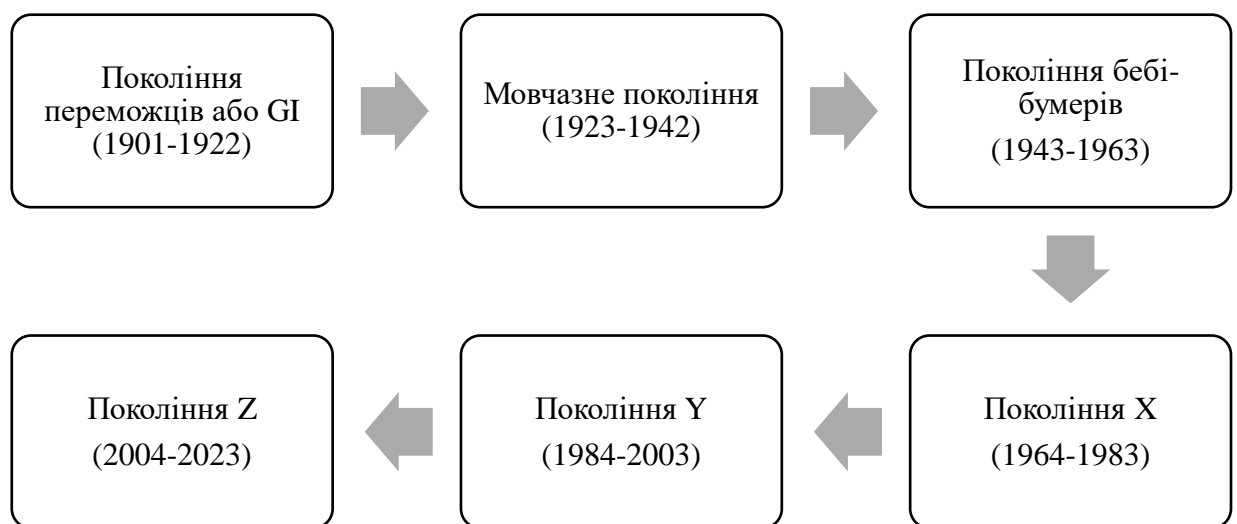 Покоління
переможців або GI
(1901-1922)
Мовчазне покоління
(1923-1942)
Покоління бебі-
бумерів
(1943-1963)
Покоління X
(1964-1983)
Покоління Y
(1984-2003)
Покоління Z
(2004-2023)